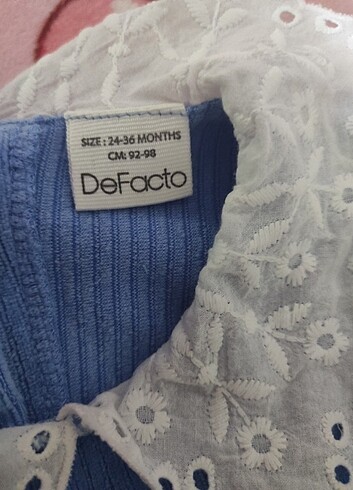 SIZE : 24-36 MONTHS
CM: 92-98
DeFacto